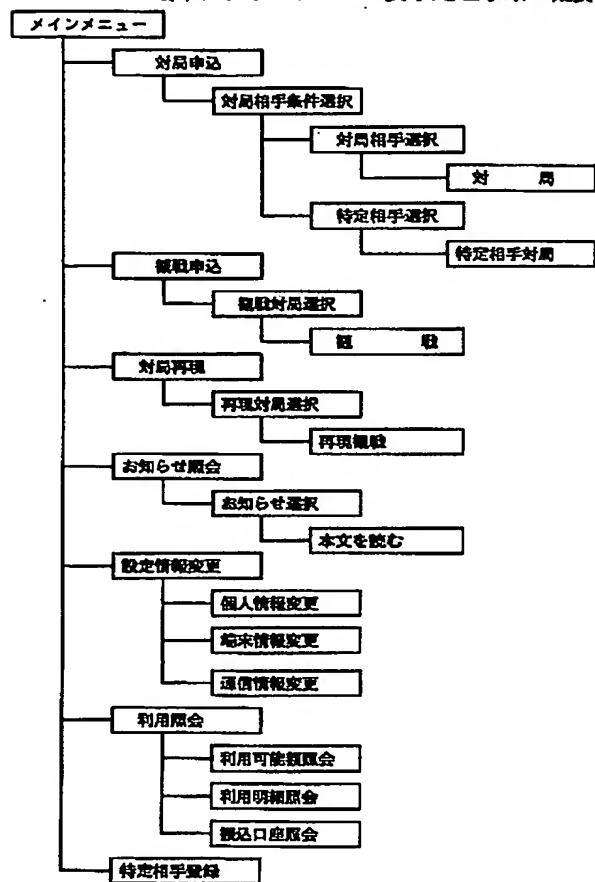 メインメニュー
対局申込
対局相手条件選択
対局相手選択
対　　局
特定相手選択
特定相手対局
観戦申込
観戦対局選択
観　　戦
対局再現
再現対局選択
再現観戦
お知らせ照会
お知らせ選択
本文を読む
設定情報変更
個人情報変更
端末情報変更
通信情報変更
利用照会
利用可能額照会
利用明細照会
振込口座照会
特定相手登録